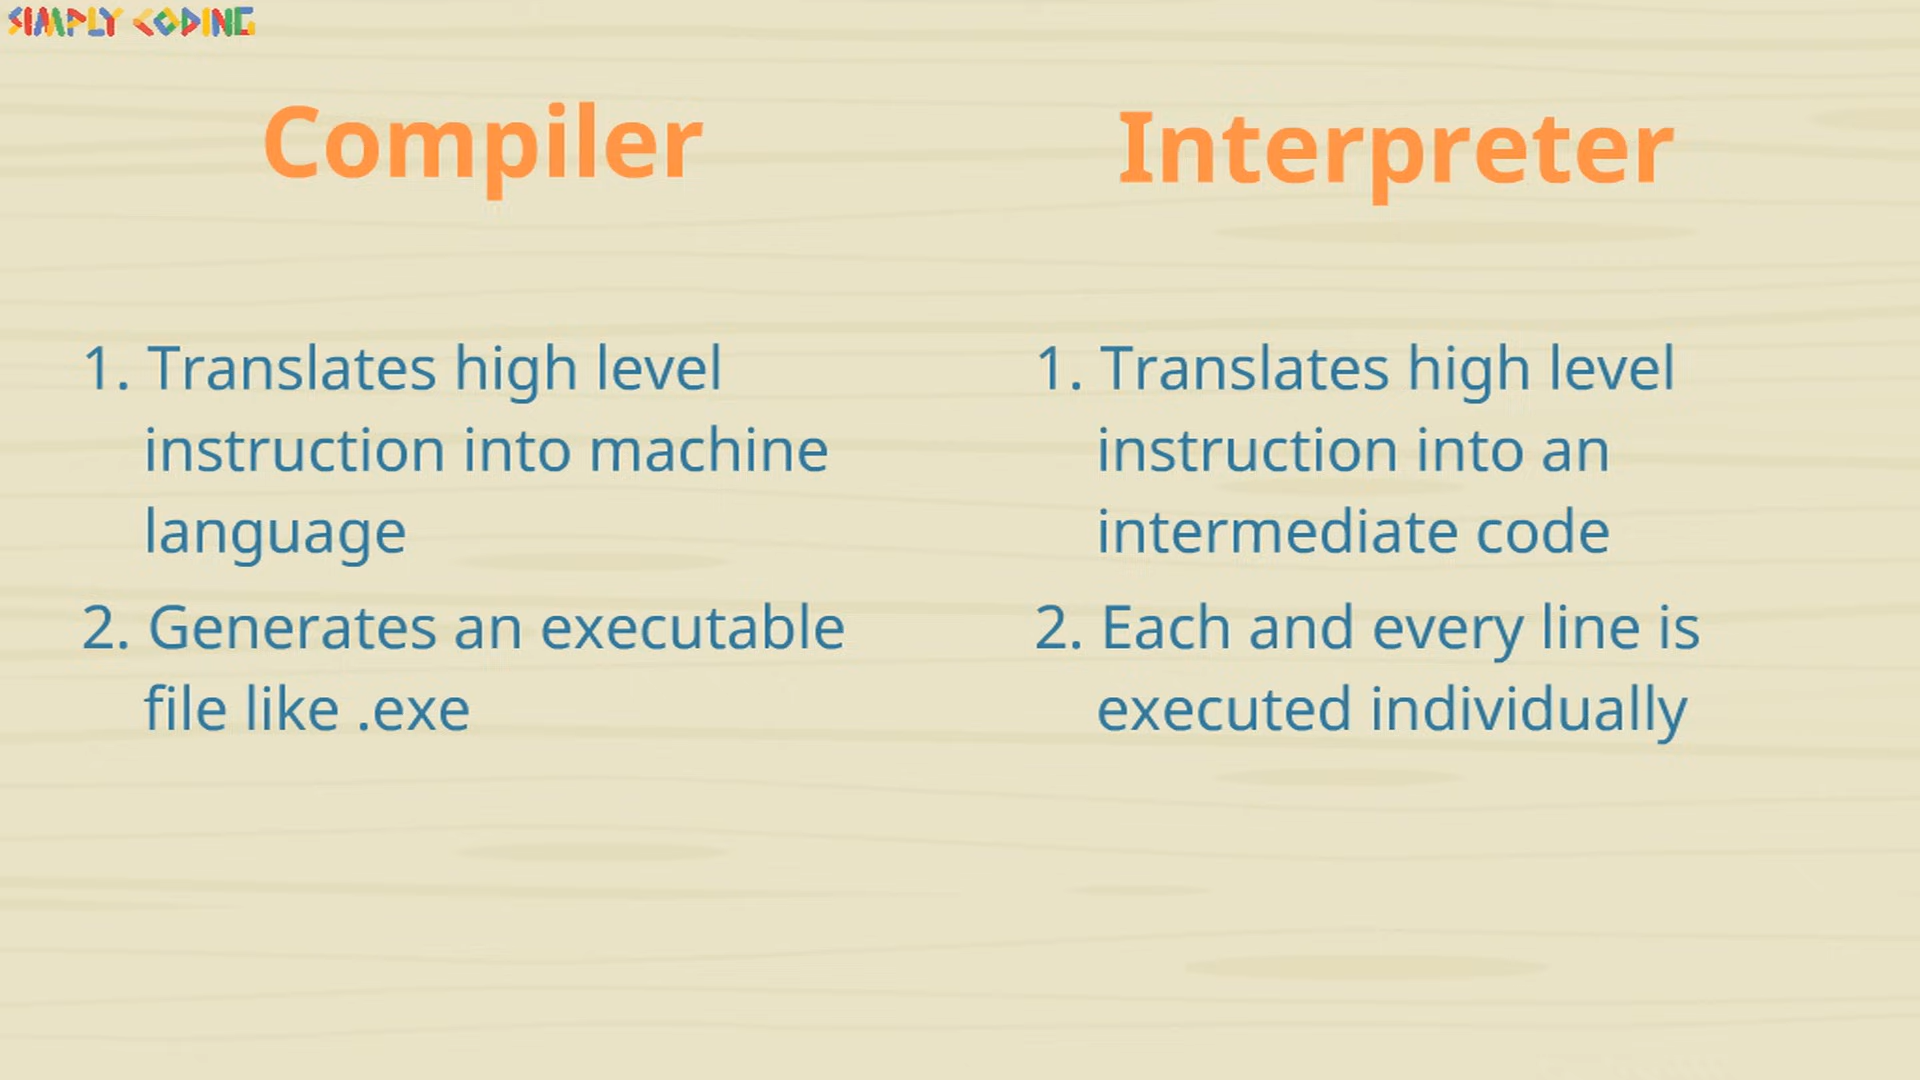 SIMPLY CODING
Compiler
1. Translates high level
instruction into machine
language
2. Generates an executable
file like .exe
Interpreter
1. Translates high level
instruction into an
intermediate code
2. Each and every line is
executed individually